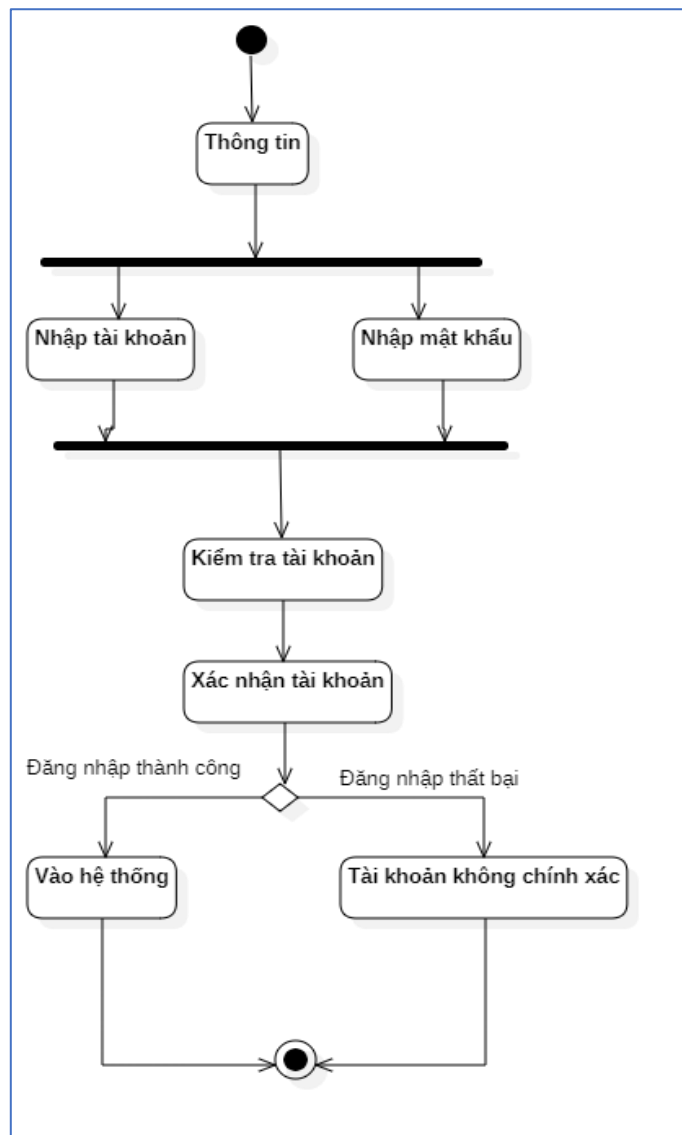 Thông tin
Nhập tài khoản
Nhập mật khẩu
Kiểm tra tài khoản
Xác nhận tài khoản
Đăng nhập thành công
Đăng nhập thất bại
Vào hệ thống
Tài khoản không chính xác